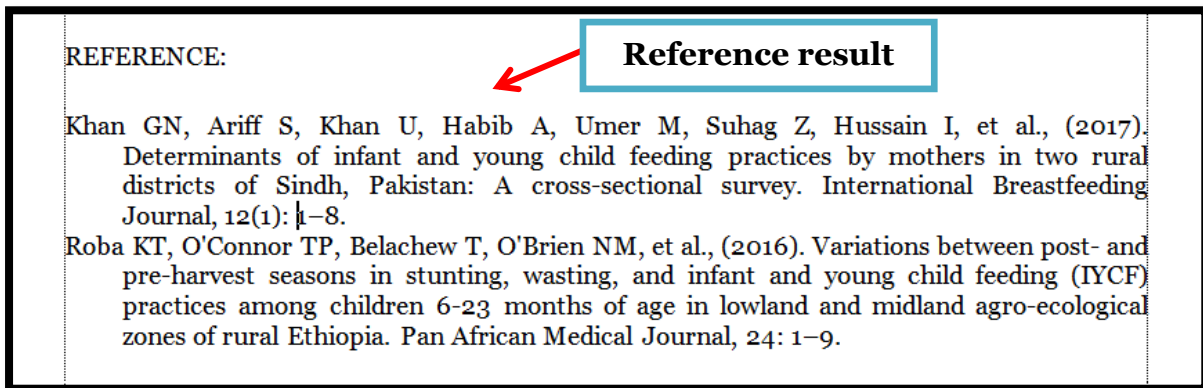 REFERENCE:
Reference result
Khan GN, Ariff S, Khan U, Habib A, Umer M, Suhag Z, Hussain I, et al., (2017).
Determinants of infant and young child feeding practices by mothers in two rural
districts of Sindh, Pakistan: A cross-sectional survey. International Breastfeeding
Journal, 12(1): 1–8.
Roba KT, O'Connor TP, Belachew T, O'Brien NM, et al., (2016). Variations between post- and
pre-harvest seasons in stunting, wasting, and infant and young child feeding (IYCF)
practices among children 6-23 months of age in lowland and midland agro-ecological
zones of rural Ethiopia. Pan African Medical Journal, 24: 1–9.